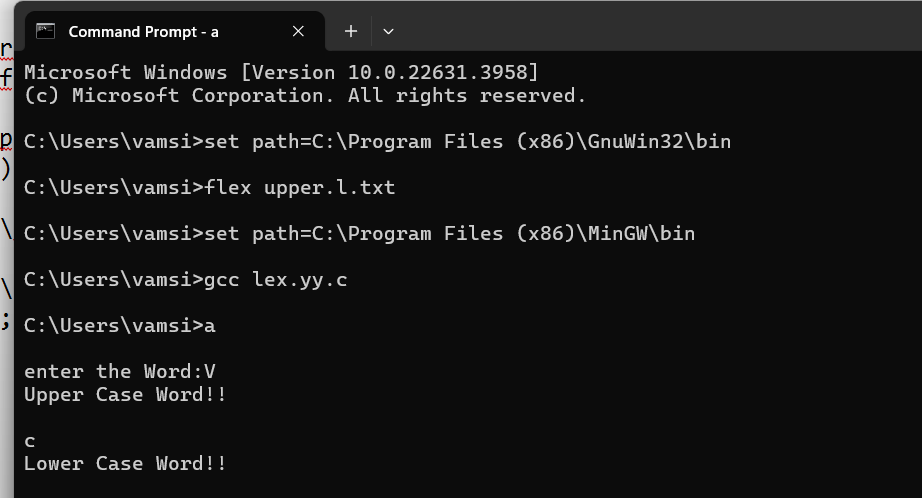 Command Prompt - a
Microsoft Windows [Version 10.0.22631.3958]
(c) Microsoft Corporation. All rights reserved.
C:\Users\vamsi>set path=C:\Program Files (x86)\GnuWin32\bin
C:\Users\vamsi>flex upper.l.txt
C:\Users\vamsi>set path=C:\Program Files (x86)\MinGW\bin
C:\Users\vamsi>gcc lex.yy.c
C:\Users\vamsi>a
enter the Word:V
Upper Case Word!!
c
Lower Case Word!!